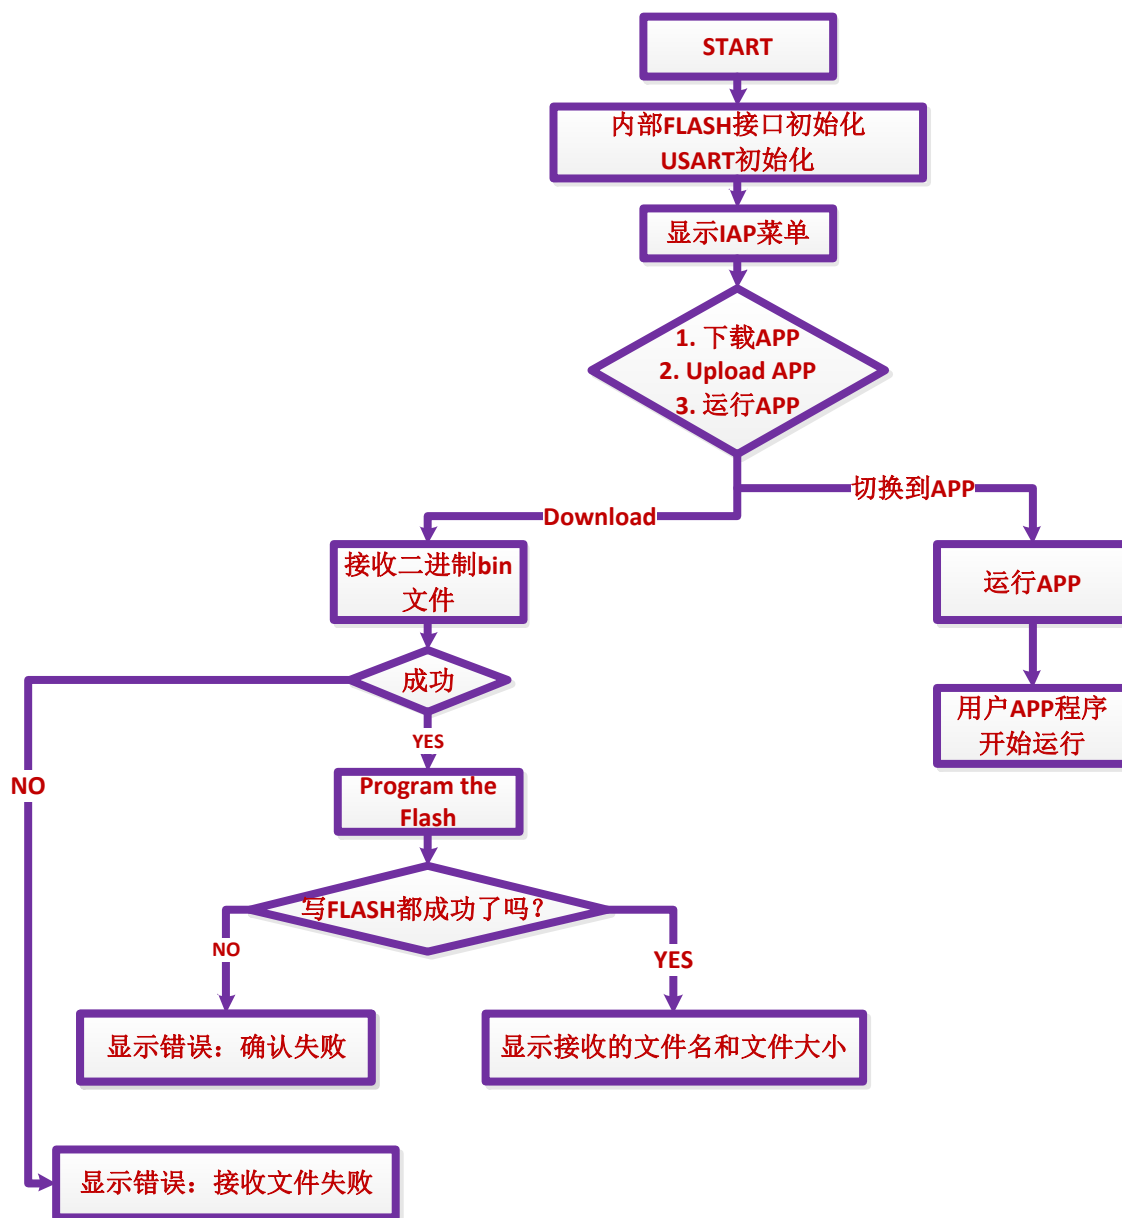 START
内部FLASH接口初始化
USART初始化
显示IAP菜单
1. 下载APP
2. Upload APP
3. 运行APP
切换到APP
Download
接收二进制bin
文件
运行APP
成功
用户APP程序
开始运行
YES
NO
Program the
Flash
写FLASH都成功了吗？
NO
YES
显示错误：确认失败
显示接收的文件名和文件大小
显示错误：接收文件失败